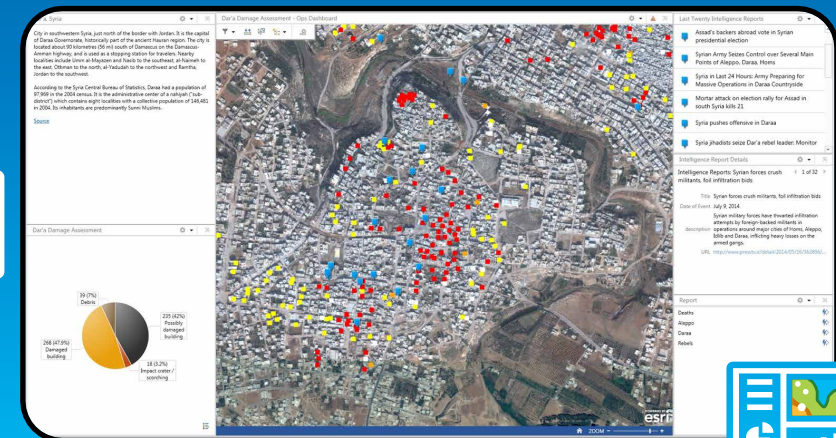 a, Syria
City in southwestern Syria, just north of the border with Jordan. It is the capital
of Daraa Governorate, historically part of the ancient Hauran region. The city is
located about 90 kilometres (56 mi) south of Damascus on the Damascus-
Amman highway, and is used as a stopping station for travelers. Nearby
localities include Umm al-Mayazen and Nasib to the southeast, al-Naimeh to
the east, Othman to the north, al-Yadudah to the northwest and Ramtha,
Jordan to the southwest.
According to the Syria Central Bureau of Statistics, Daraa had a population of
97,969 in the 2004 census. It is the administrative center of a nahiyah ("sub-
district") which contains eight localities with a collective population of 146,481
in 2004. Its inhabitants are predominantly Sunni Muslims.
Source
Dar'a Damage Assessment
39 (7%)
Debris
235 (42%)
Possibly
damaged
building
268 (47.9%)
Damaged
building
18 (3.2%)
Impact crater /
scorching
Dar'a Damage Assessment - Ops Dashboard
esri
ZOOM
Last Twenty Intelligence Reports
Assad's backers abroad vote in Syrian
presidential election
Syrian Army Seizes Control over Several Main
Points of Aleppo, Daraa, Homs
Syria in Last 24 Hours: Army Preparing for
Massive Operations in Daraa Countryside
Mortar attack on election rally for Assad in
south Syria kills 21
Syria pushes offensive in Daraa
Syria jihadists seize Dar'a rebel leader: Monitor
Intelligence Report Details
Intelligence Reports: Syrian forces crush
militants, foil infiltration bids
1 of 32
Title Syrian forces crush militants, foil infiltration bids
Date of Event July 9, 2014
description Syrian military forces have thwarted infiltration
attempts by foreign-backed militants in
operations around major cities of Homs, Aleppo,
Idlib and Daraa, inflicting heavy losses on the
armed gangs.
URL
Report
Deaths
Aleppo
Daraa
Rebels